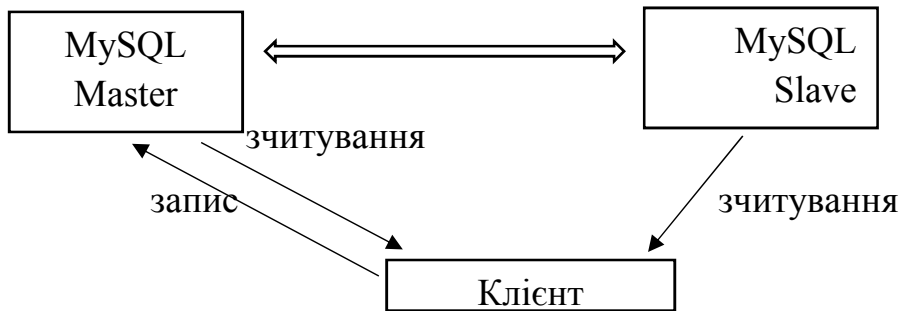 MySQL
Master
MySQL
Slave
зчитування
запис
зчитування
Клієнт